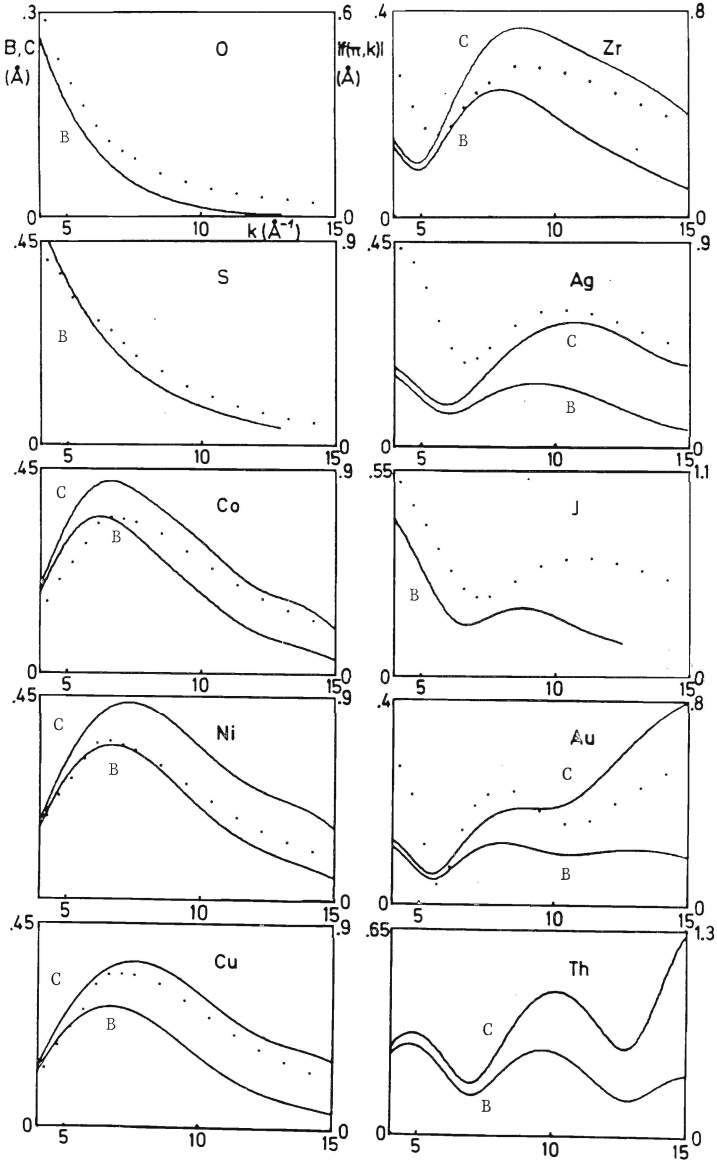 .3 O .6
B, C |f(π,k)|
(Å) (Å)
B
0 0
5 10 15
k (Å⁻¹)
.45 S .9
B
0 0
5 10 15
.45 Co .9
C
B
0 0
5 10 15
.45 Ni .9
C
B
0 0
5 10 15
.45 Cu .9
C
B
0 0
5 10 15
.4 Zr .8
C
B
0 0
5 10 15
.45 Ag .9
C
B
0 0
5 10 15
.55 J 1.1
B
0 0
5 10 15
.4 Au .8
C
B
0 0
5 10 15
.65 Th 1.3
C
B
0 0
5 10 15